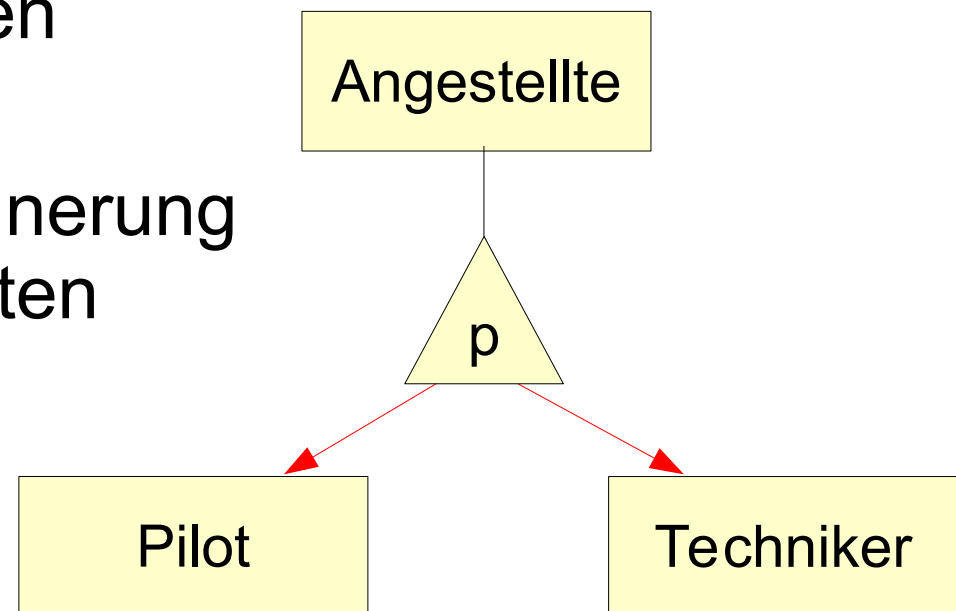 en
Angestellte
nerung
ten
p
Pilot
Techniker